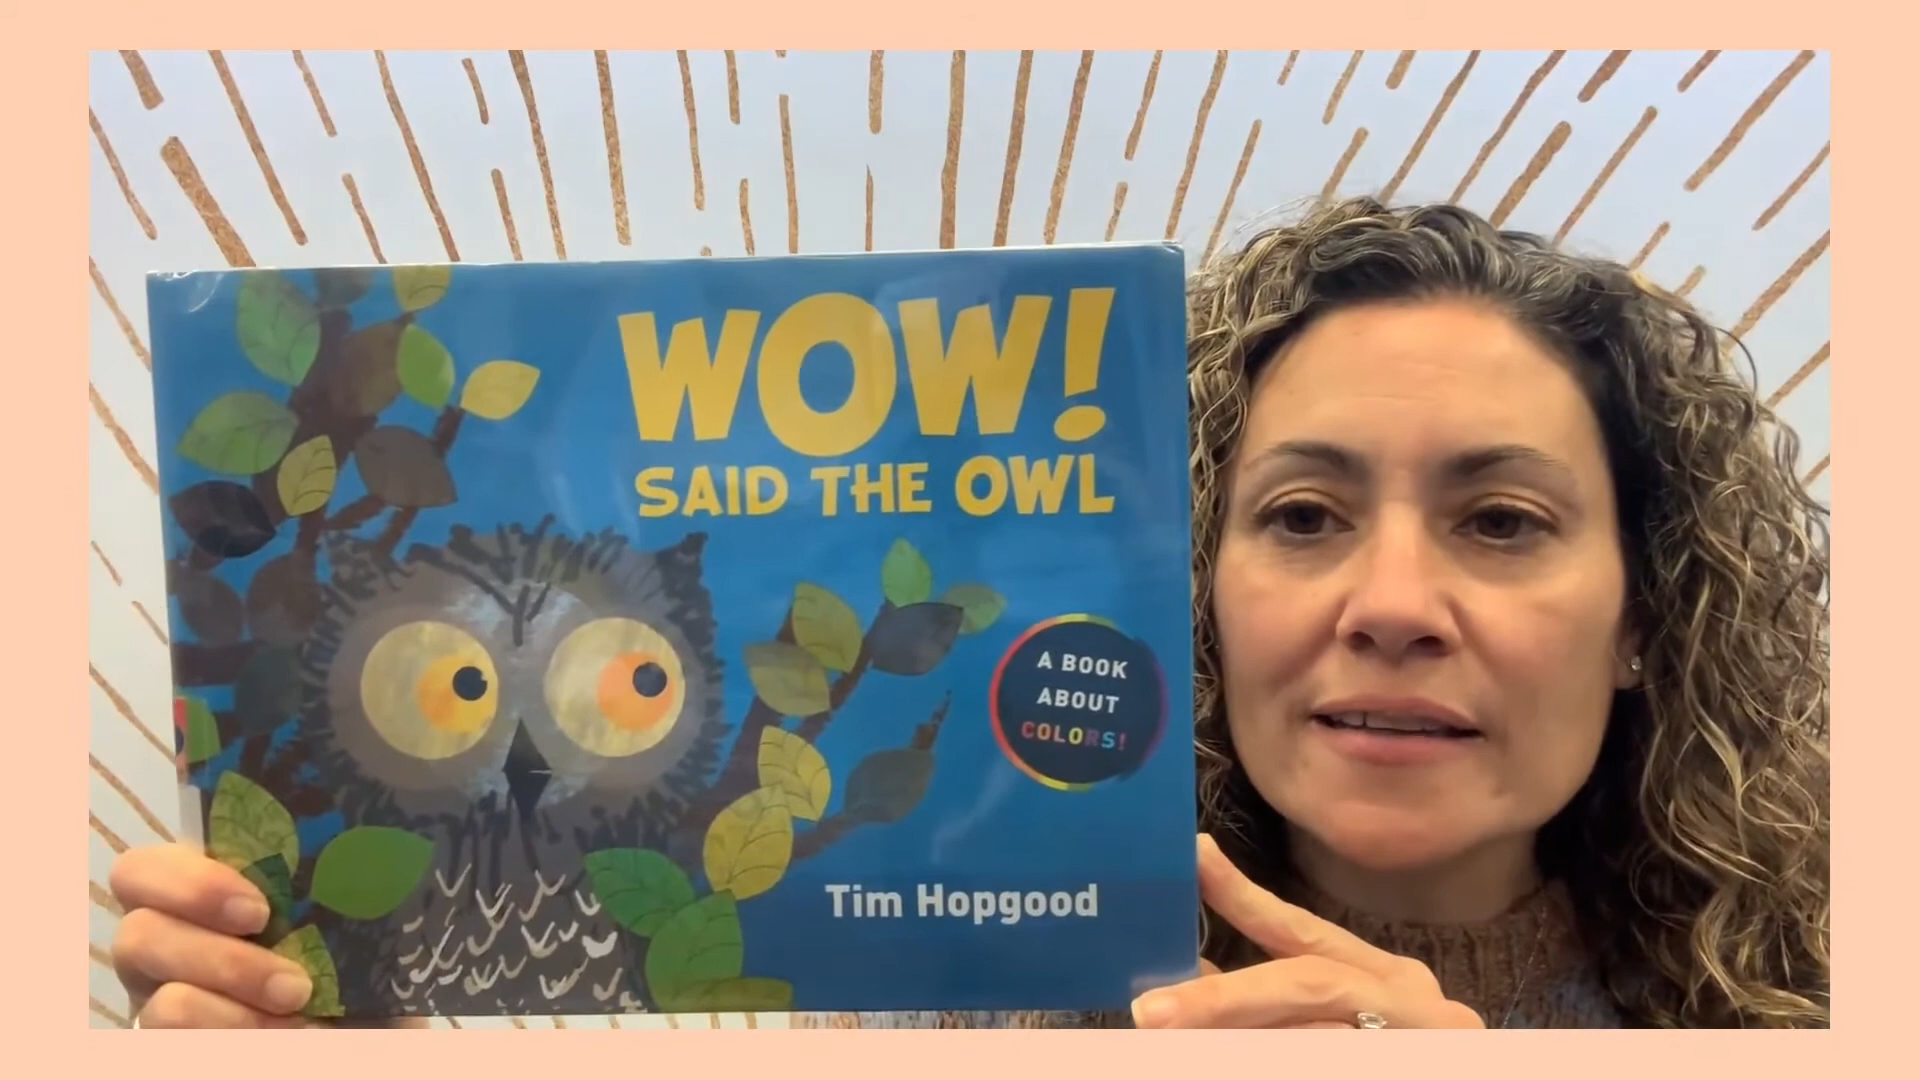 WOW!
SAID THE OWL
A BOOK
ABOUT
COLORS!
Tim Hopgood